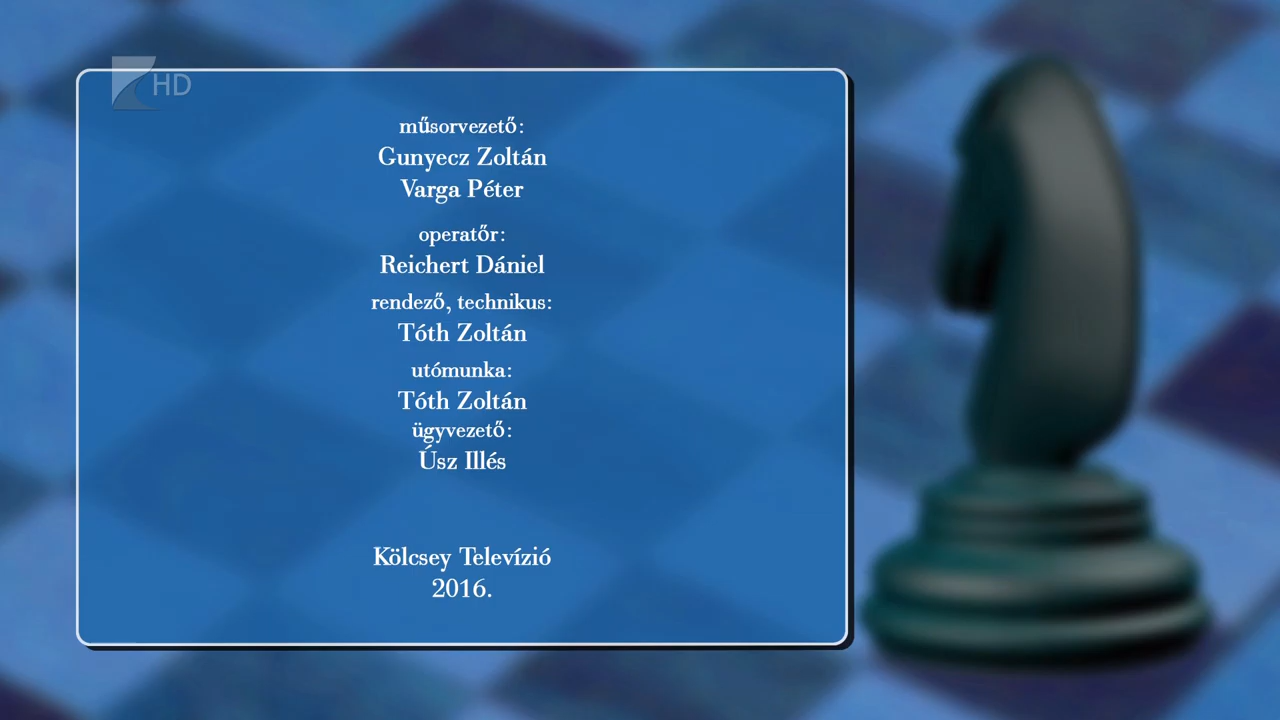 HD
műsorvezető:
Gunyecz Zoltán
Varga Péter
operatőr:
Reichert Dániel
rendező, technikus:
Tóth Zoltán
utómunka:
Tóth Zoltán
ügyvezető:
Úsz Illés
Kölcsey Televízió
2016.